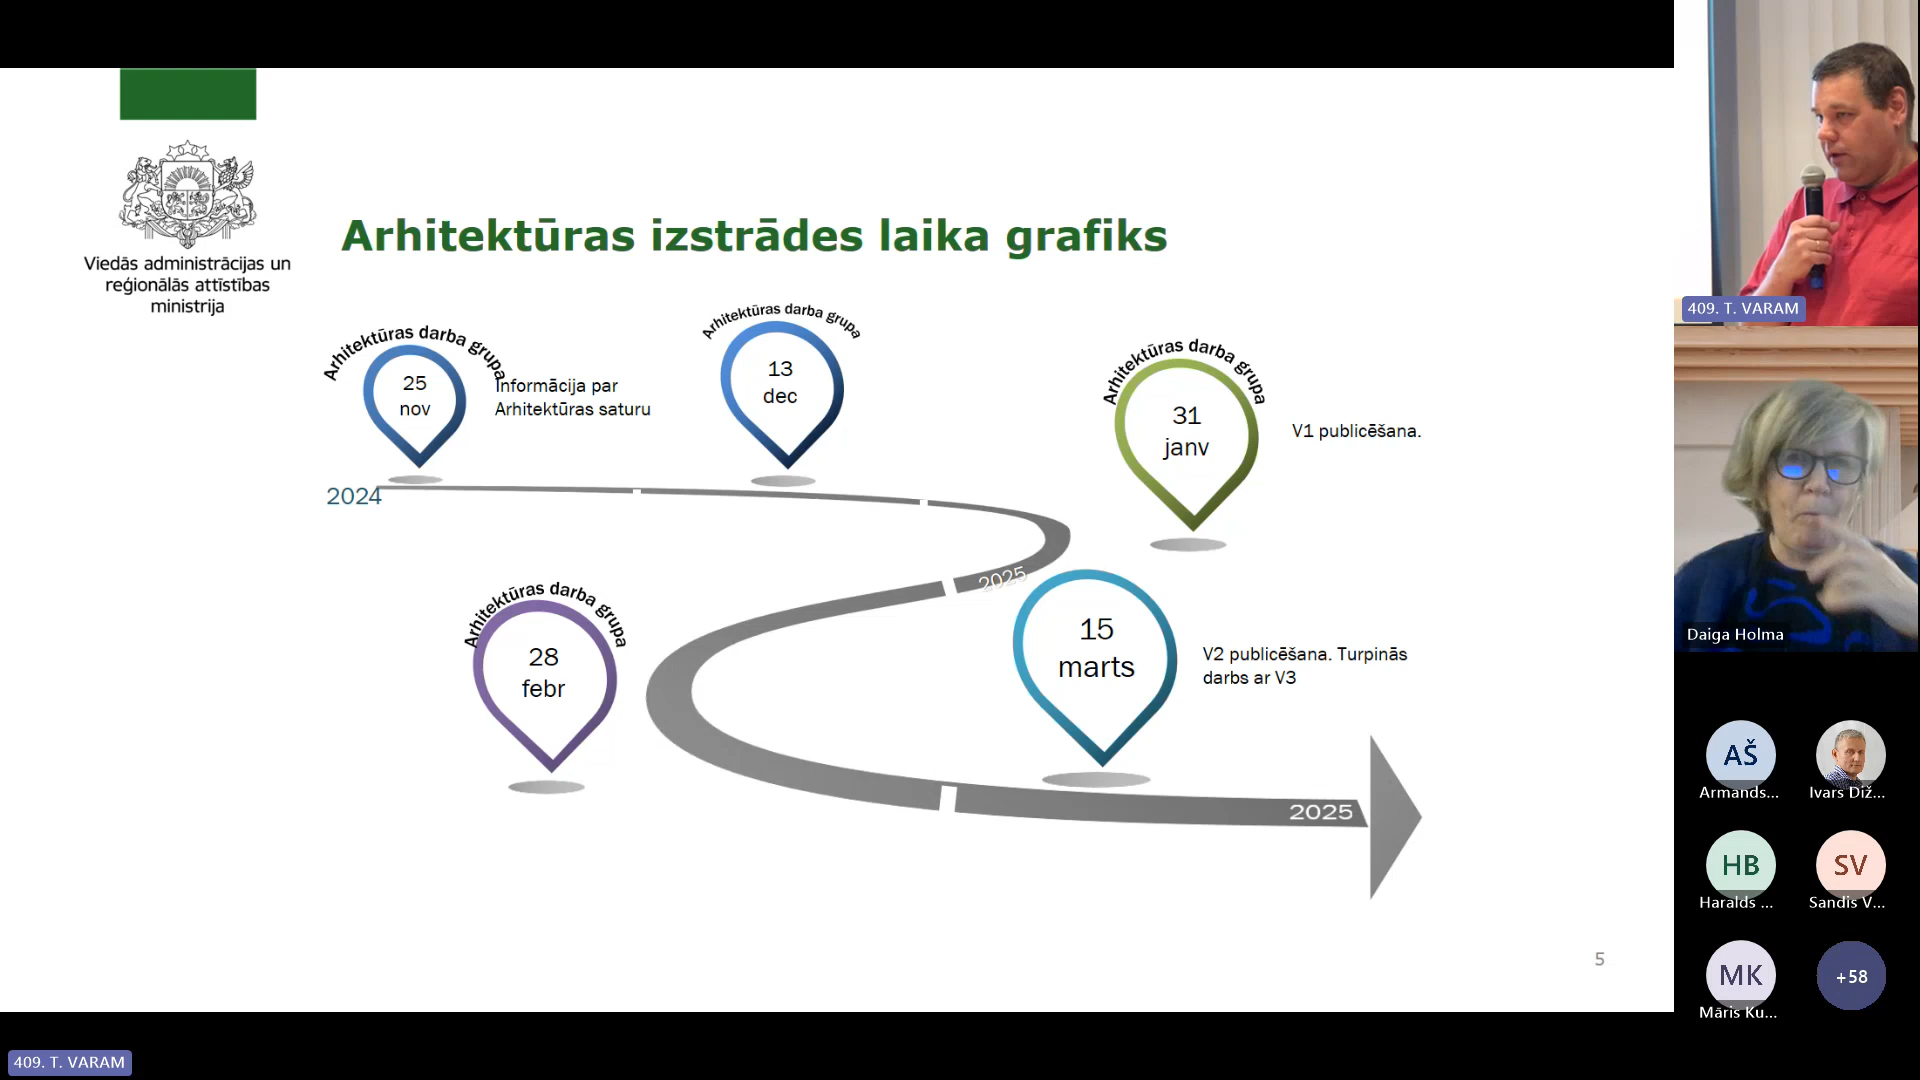 Viedās administrācijas un
reģionālās attīstības
ministrija
Arhitektūras izstrādes laika grafiks
Arhitektūras darba grupa
25
nov
Informācija par
Arhitektūras saturu
Arhitektūras darba grupa
13
dec
Arhitektūras darba grupa
31
janv
V1 publicēšana.
2024
2025
Arhitektūras darba grupa
28
febr
15
marts
V2 publicēšana. Turpinās
darbs ar V3
2025
5
409. T. VARAM
409. T. VARAM
Daiga Holma
AŠ
Armands...
Ivars Diž...
HB
Haralds ...
SV
Sandis V...
MK
Māris Ku...
+58